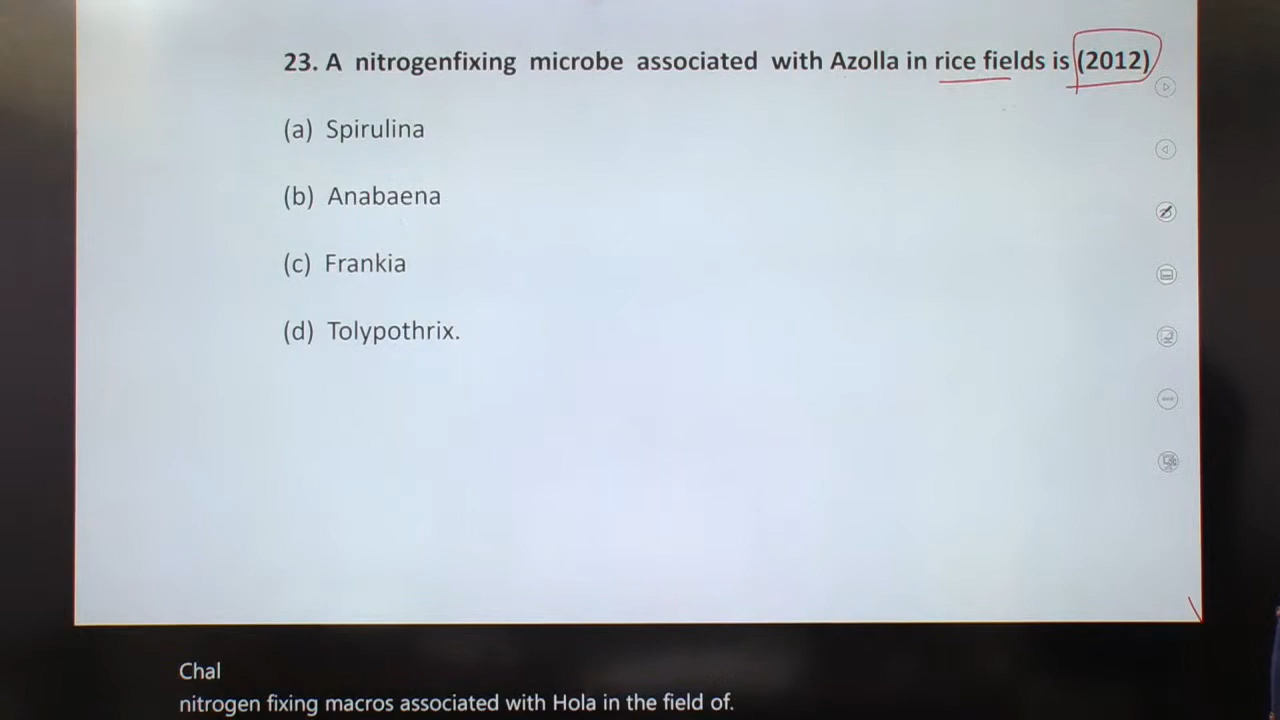 23. A nitrogenfixing microbe associated with Azolla in rice fields is (2012)
(a) Spirulina
(b) Anabaena
(c) Frankia
(d) Tolypothrix.
Chal
nitrogen fixing macros associated with Hola in the field of.